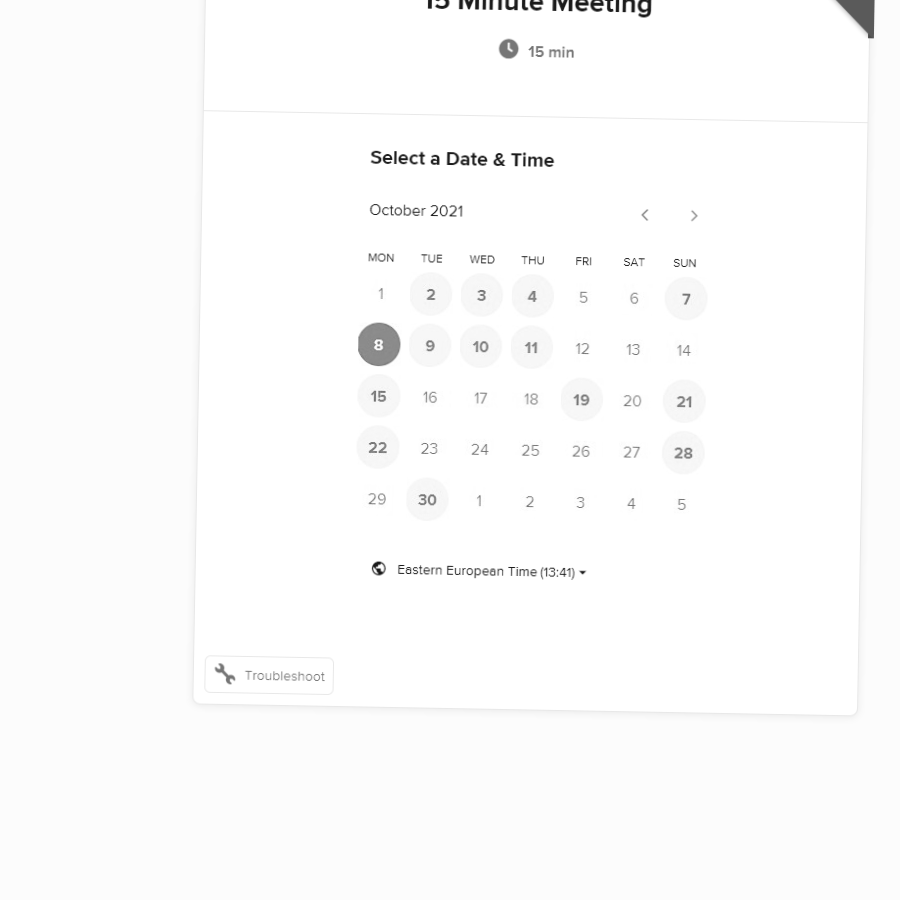 15 Minute Meeting
15 min
Select a Date & Time
October 2021
MON TUE WED THU FRI SAT SUN
1 2 3 4 5 6 7
8 9 10 11 12 13 14
15 16 17 18 19 20 21
22 23 24 25 26 27 28
29 30 1 2 3 4 5
Eastern European Time (13:41)
Troubleshoot